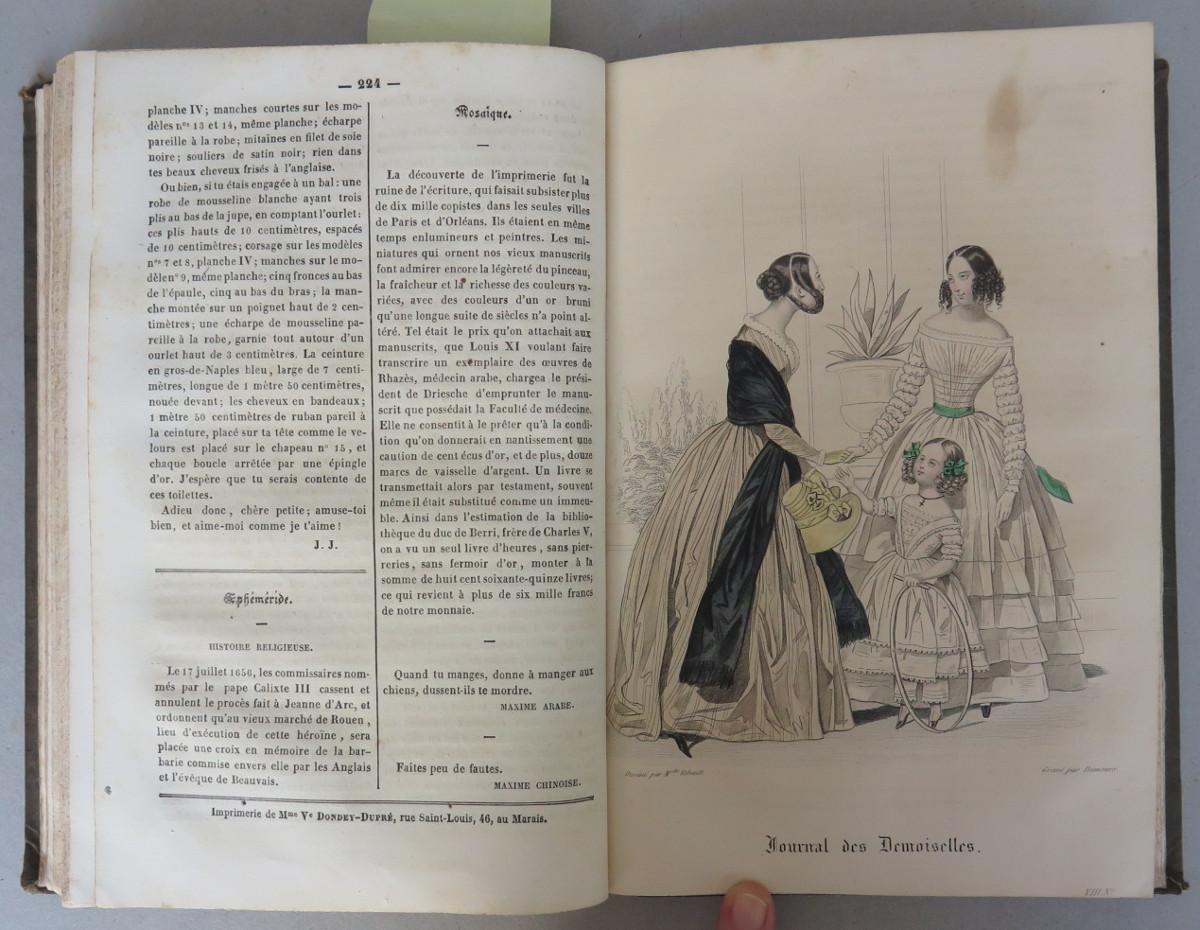 — 224 —
planche IV; manches courtes sur les mo-
dèles nos 13 et 14, même planche; écharpe
pareille à la robe; mitaines en filet de soie
noire; souliers de satin noir; rien dans
tes beaux cheveux frisés à l'anglaise.
Ou bien, si tu étais engagée à un bal: une
robe de mousseline blanche ayant trois
plis au bas de la jupe, en comptant l'ourlet:
ces plis hauts de 10 centimètres, espacés
de 10 centimètres; corsage sur les modèles
nos 7 et 8, planche IV; manches sur le mo-
dèle n° 9, même planche; cinq fronces au bas
de l'épaule, cinq au bas du bras; la man-
che montée sur un poignet haut de 2 cen-
timètres; une écharpe de mousseline pa-
reille à la robe, garnie tout autour d'un
ourlet haut de 3 centimètres. La ceinture
en gros-de-Naples bleu, large de 7 centi-
mètres, longue de 1 mètre 50 centimètres,
nouée devant; les cheveux en bandeaux;
1 mètre 50 centimètres de ruban pareil à
la ceinture, placé sur ta tête comme le ve-
lours est placé sur le chapeau n° 15, et
chaque boucle arrêtée par une épingle
d'or. J'espère que tu serais contente de
ces toilettes.
Adieu donc, chère petite; amuse-toi
bien, et aime-moi comme je t'aime!
J. J.
Ephéméride.
HISTOIRE RELIGIEUSE.
Le 17 juillet 1656, les commissaires nom-
més par le pape Calixte III cassent et
annulent le procès fait à Jeanne d'Arc, et
ordonnent qu'au vieux marché de Rouen,
lieu d'exécution de cette héroïne, sera
placée une croix en mémoire de la bar-
barie commise envers elle par les Anglais
et l'évêque de Beauvais.
Mosaïque.
La découverte de l'imprimerie fut la
ruine de l'écriture, qui faisait subsister plus
de dix mille copistes dans les seules villes
de Paris et d'Orléans. Ils étaient en même
temps enlumineurs et peintres. Les mi-
niatures qui ornent nos vieux manuscrits
font admirer encore la légèreté du pinceau,
la fraîcheur et la richesse des couleurs va-
riées, avec des couleurs d'un or bruni
qu'une longue suite de siècles n'a point al-
téré. Tel était le prix qu'on attachait aux
manuscrits, que Louis XI voulant faire
transcrire un exemplaire des œuvres de
Rhazès, médecin arabe, chargea le prési-
dent de Driesche d'emprunter le manu-
scrit que possédait la Faculté de médecine.
Elle ne consentit à le prêter qu'à la condi-
tion qu'on donnerait en nantissement une
caution de cent écus d'or, et de plus, douze
marcs de vaisselle d'argent. Un livre se
transmettait alors par testament, souvent
même il était substitué comme un immeu-
ble. Ainsi dans l'estimation de la biblio-
thèque du duc de Berri, frère de Charles V,
on a vu un seul livre d'heures, sans pier-
reries, sans fermoir d'or, monter à la
somme de huit cent soixante-quinze livres;
ce qui revient à plus de six mille francs
de notre monnaie.
Quand tu manges, donne à manger aux
chiens, dussent-ils te mordre.
MAXIME ARABE.
Faites peu de fautes.
MAXIME CHINOISE.
Imprimerie de Mme Ve DONDEY-DUPRÉ, rue Saint-Louis, 46, au Marais.
Dessiné par Mlle
Gravé par
Journal des Demoiselles.
VIII N°